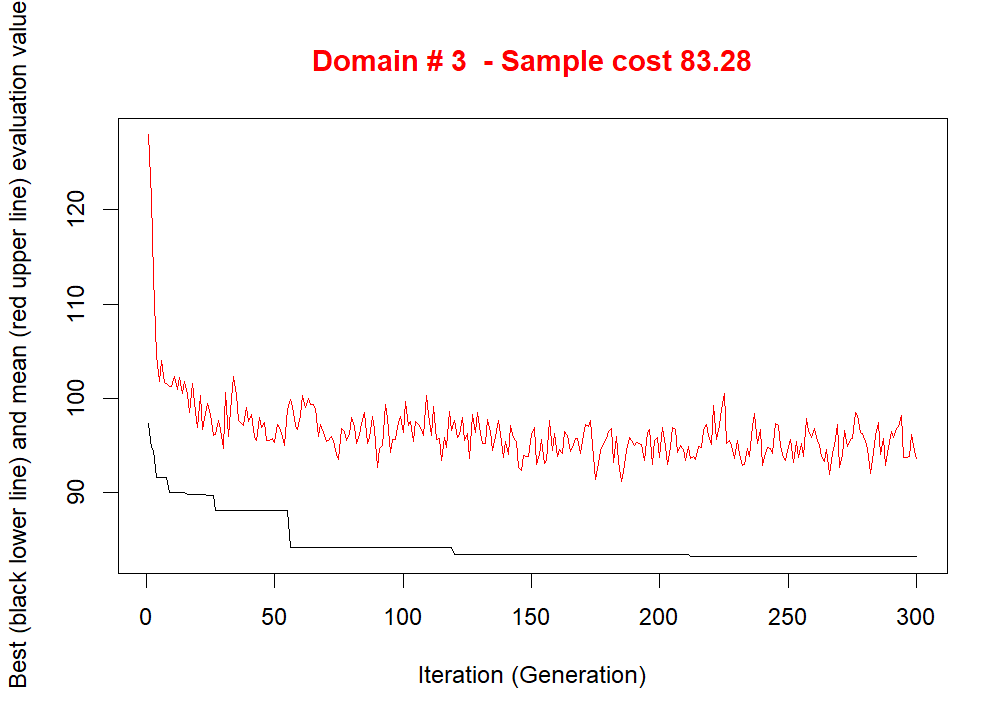 Domain # 3  - Sample cost 83.28
Best (black lower line) and mean (red upper line) evaluation value
120
110
100
90
0 50 100 150 200 250 300
Iteration (Generation)